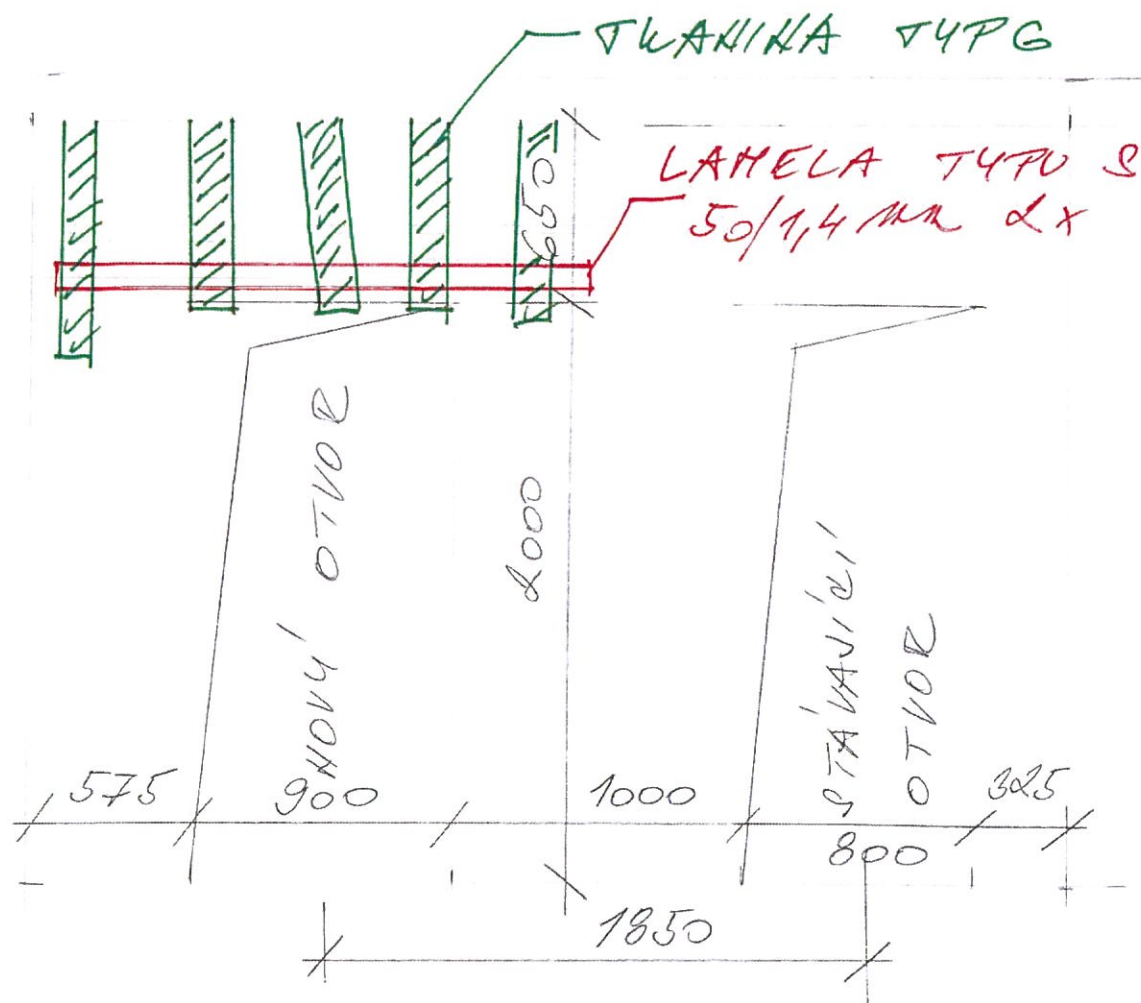 TKANINA TYP G
LAMELA TYPU S
50/1,4 mm 2x
650
NOVÝ OTVOR
2000
STÁVAJÍCÍ
OTVOR
575
900
1000
325
800
1850